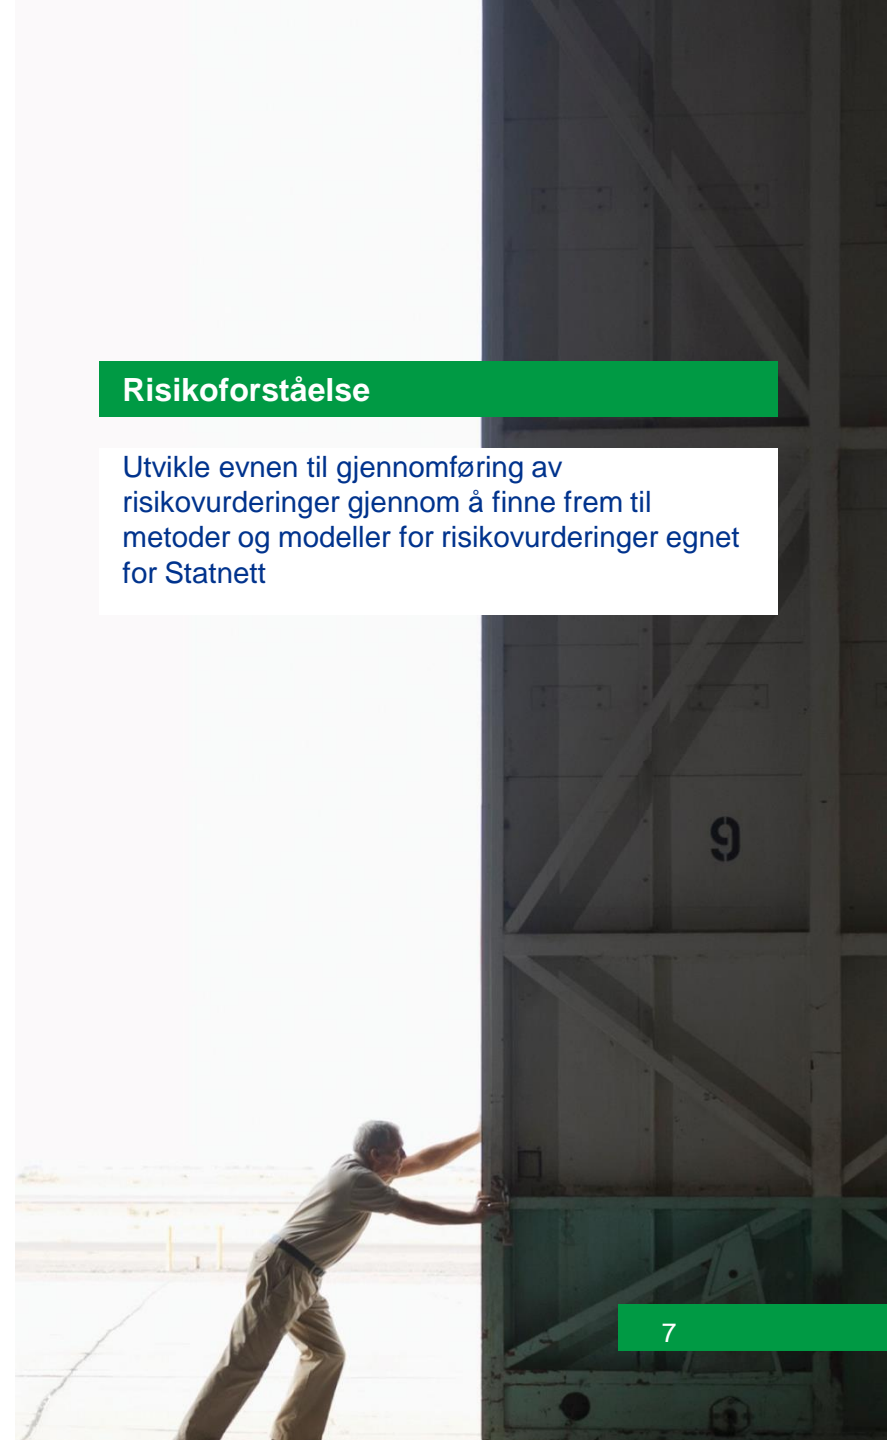 Risikoforståelse
Utvikle evnen til gjennomføring av
risikovurderinger gjennom å finne frem til
metoder og modeller for risikovurderinger egnet
for Statnett
9
7